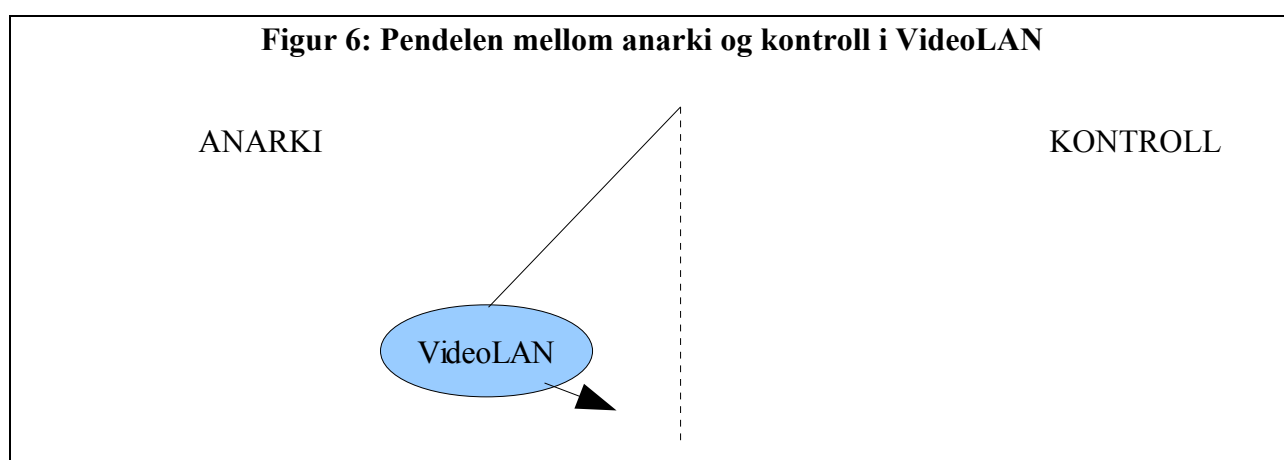 Figur 6: Pendelen mellom anarki og kontroll i VideoLAN
ANARKI
KONTROLL
VideoLAN